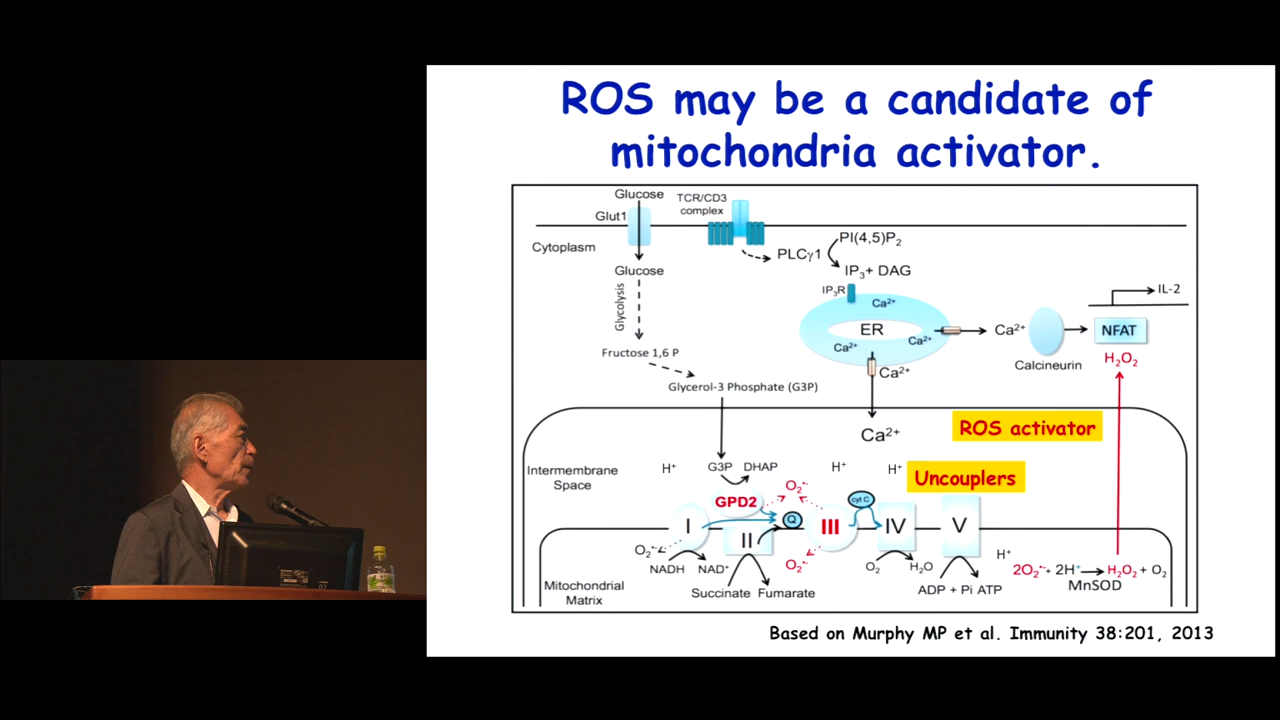 ROS may be a candidate of
mitochondria activator.
Glucose
Glut1
TCR/CD3
complex
Cytoplasm
PLCγ1
PI(4,5)P2
IP3+ DAG
Glucose
Glycolysis
IP3R
Ca2+
ER
Ca2+
Ca2+
Ca2+
Ca2+
Calcineurin
NFAT
IL-2
H2O2
Fructose 1,6 P
Glycerol-3 Phosphate (G3P)
Ca2+
ROS activator
Intermembrane
Space
H+
G3P
DHAP
H+
H+
Uncouplers
GPD2
O2•-
I
II
Q
III
cyt C
IV
V
O2•-
NADH
NAD+
O2•-
O2
H2O
H+
Succinate
Fumarate
ADP + Pi
ATP
2O2•- + 2H+
H2O2 + O2
MnSOD
Mitochondrial
Matrix
Based on Murphy MP et al. Immunity 38:201, 2013